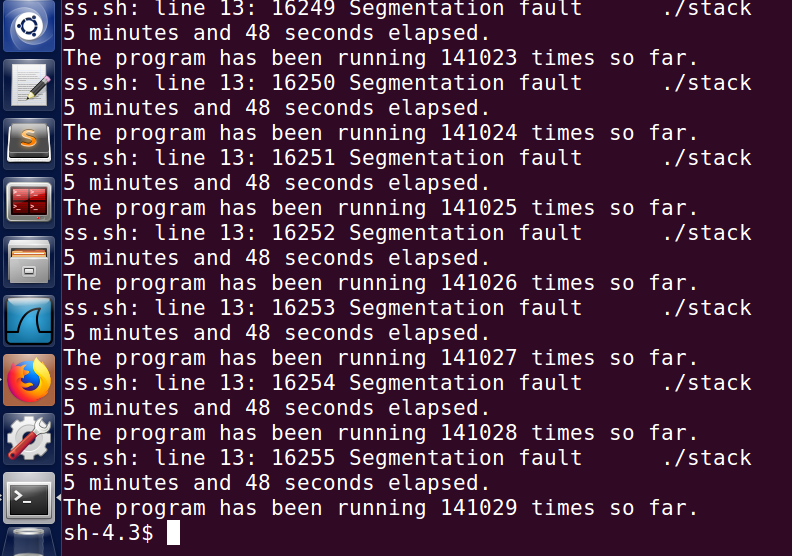 ss.sh: line 13: 16249 Segmentation fault      ./stack
5 minutes and 48 seconds elapsed.
The program has been running 141023 times so far.
ss.sh: line 13: 16250 Segmentation fault      ./stack
5 minutes and 48 seconds elapsed.
The program has been running 141024 times so far.
ss.sh: line 13: 16251 Segmentation fault      ./stack
5 minutes and 48 seconds elapsed.
The program has been running 141025 times so far.
ss.sh: line 13: 16252 Segmentation fault      ./stack
5 minutes and 48 seconds elapsed.
The program has been running 141026 times so far.
ss.sh: line 13: 16253 Segmentation fault      ./stack
5 minutes and 48 seconds elapsed.
The program has been running 141027 times so far.
ss.sh: line 13: 16254 Segmentation fault      ./stack
5 minutes and 48 seconds elapsed.
The program has been running 141028 times so far.
ss.sh: line 13: 16255 Segmentation fault      ./stack
5 minutes and 48 seconds elapsed.
The program has been running 141029 times so far.
sh-4.3$